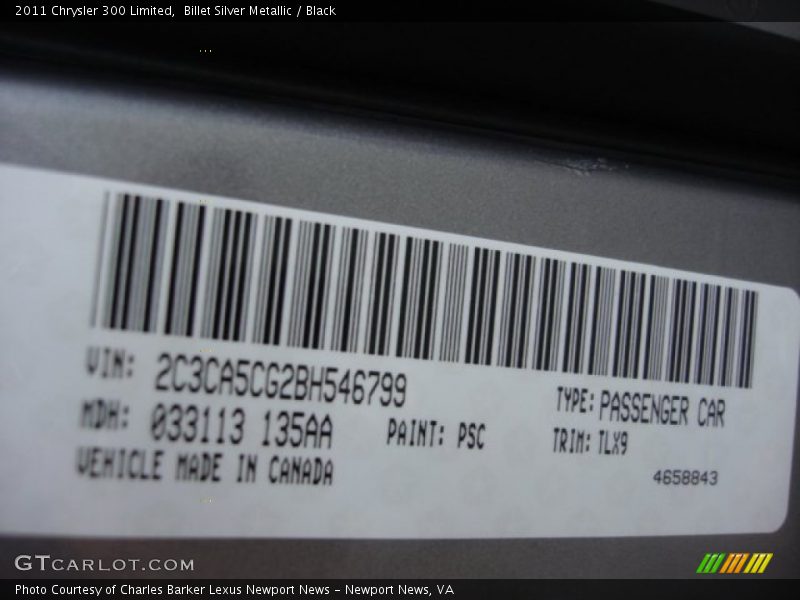 2011 Chrysler 300 Limited,  Billet Silver Metallic / Black
VIN: 2C3CA5CG2BH546799
TYPE: PASSENGER CAR
MDH: 033113 135AA
PAINT: PSC
TRIM: TLX9
VEHICLE MADE IN CANADA
4658843
GTCARLOT.COM
Photo Courtesy of Charles Barker Lexus Newport News - Newport News, VA